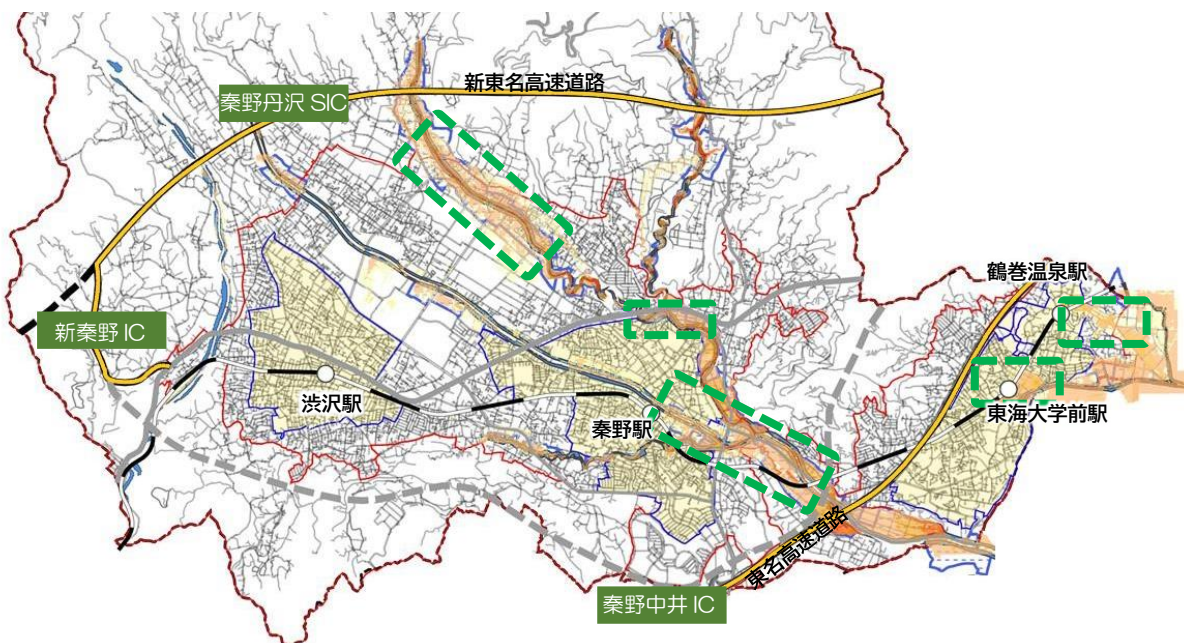 新東名高速道路
秦野丹沢 SIC
鶴巻温泉駅
新秦野 IC
渋沢駅
秦野駅
東海大学前駅
東名高速道路
秦野中井 IC